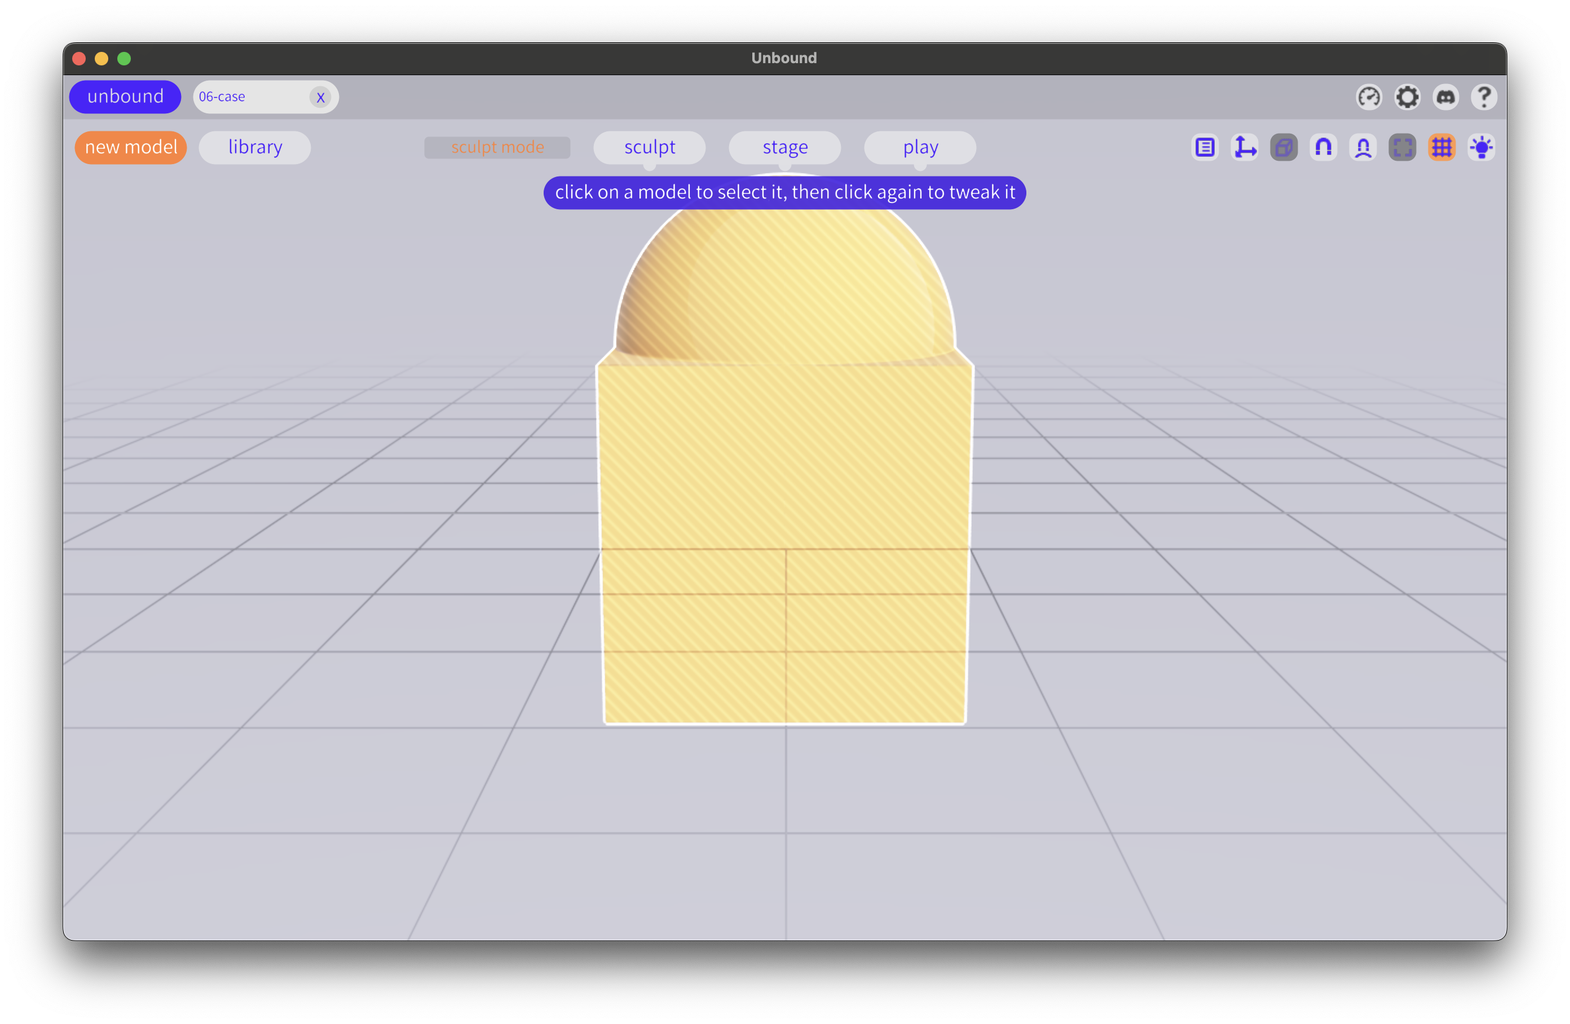 Unbound
unbound
06-case
X
new model
library
sculpt mode
sculpt
stage
play
click on a model to select it, then click again to tweak it
?